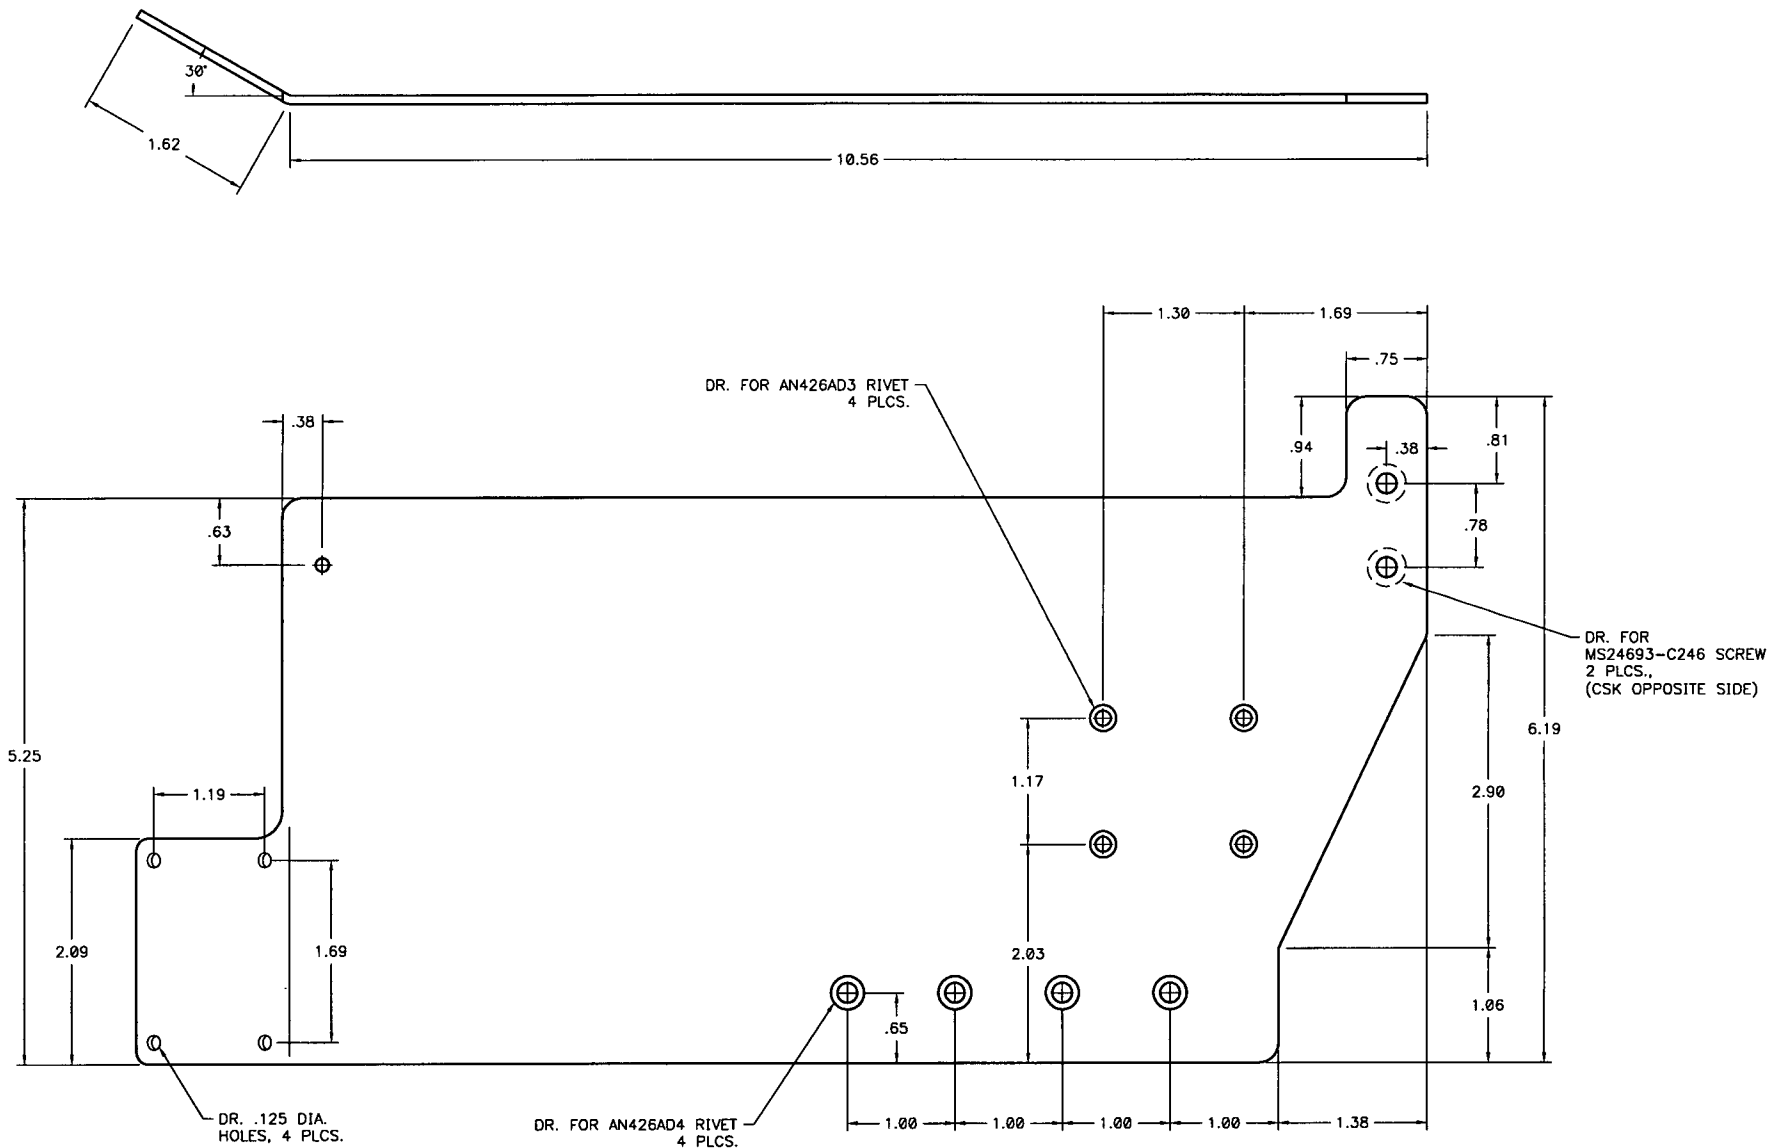 30°
1.62
10.56
1.30
1.69
.75
DR. FOR AN426AD3 RIVET
4 PLCS.
.38
.94
.38
.81
.63
.78
DR. FOR
MS24693-C246 SCREW
2 PLCS.,
(CSK OPPOSITE SIDE)
5.25
6.19
1.17
1.19
2.90
2.09
1.69
2.03
1.06
.65
DR. .125 DIA.
HOLES, 4 PLCS.
DR. FOR AN426AD4 RIVET
4 PLCS.
1.00
1.00
1.00
1.00
1.38